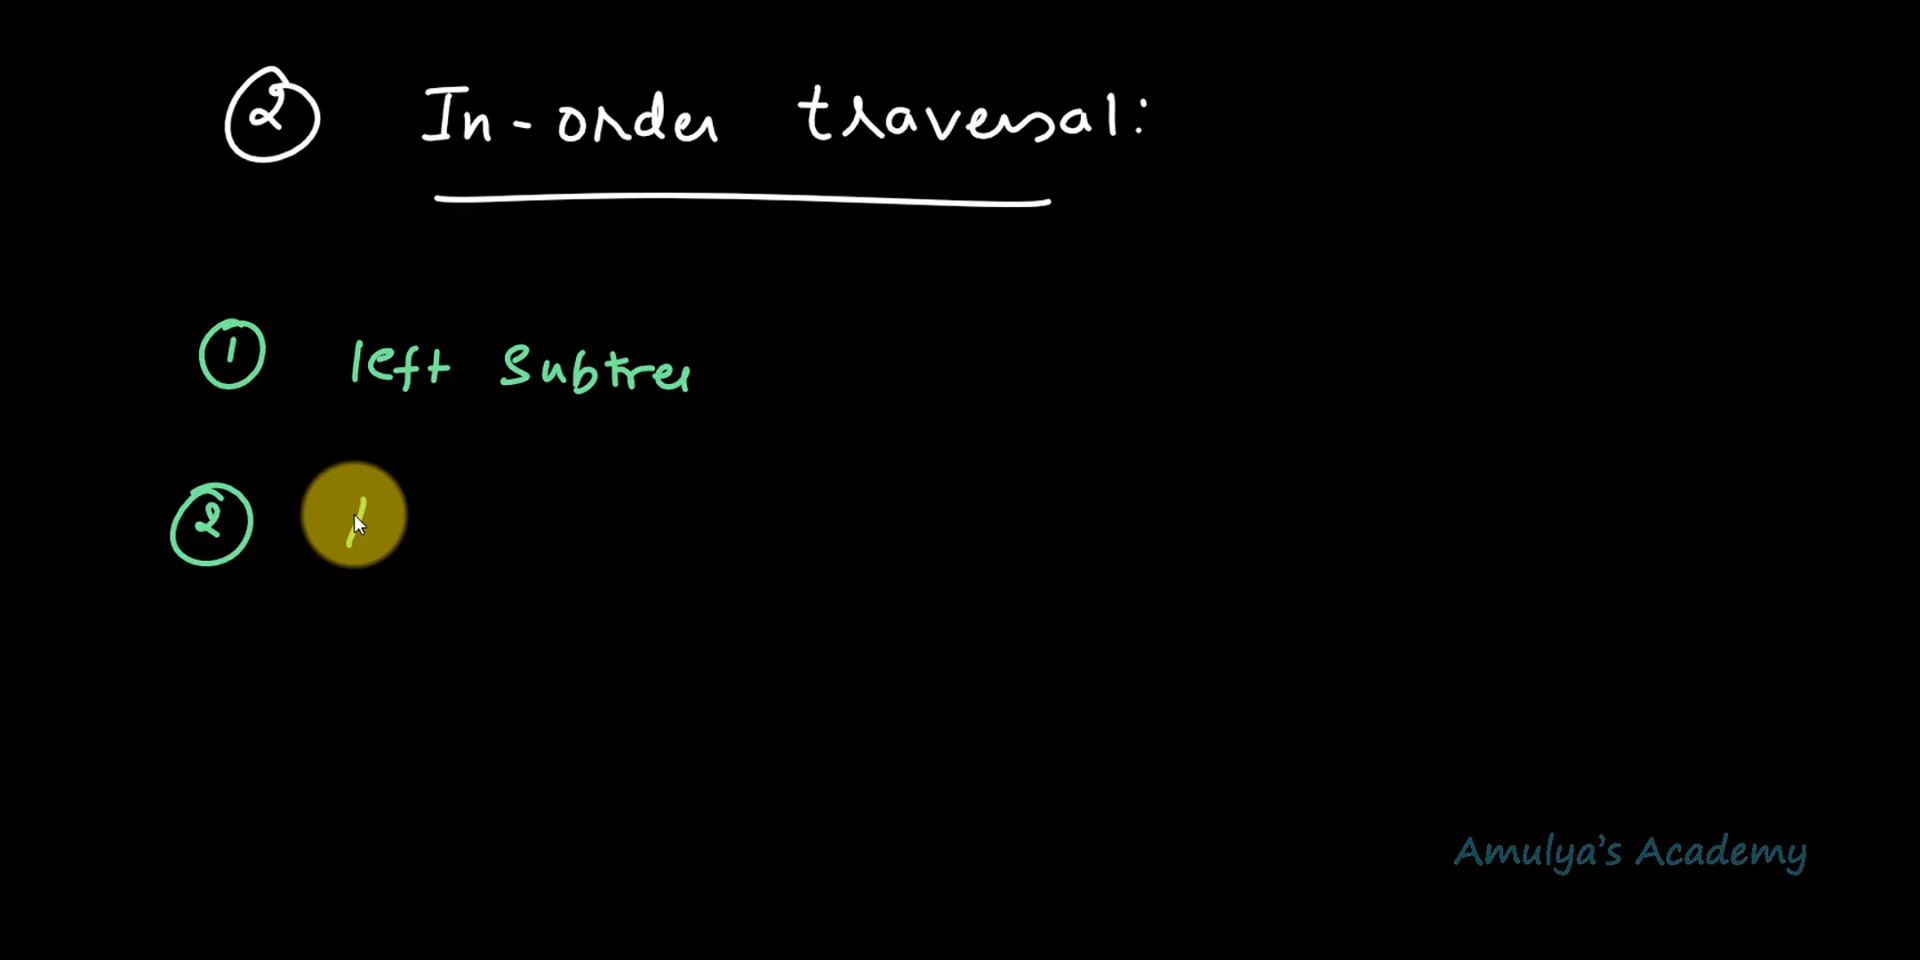 ② In-order traversal:
① left Subtree
②
Amulya's Academy